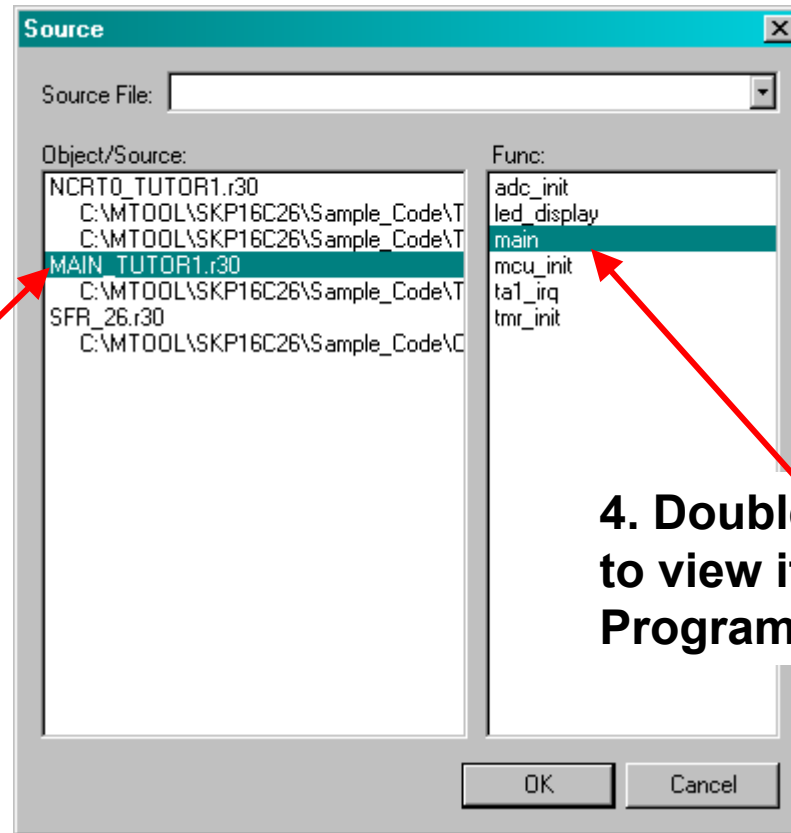 Source
Source File:
Object/Source:
NCRT0_TUTOR1.r30
C:\MTOOL\SKP16C26\Sample_Code\T
C:\MTOOL\SKP16C26\Sample_Code\T
MAIN_TUTOR1.r30
C:\MTOOL\SKP16C26\Sample_Code\T
SFR_26.r30
C:\MTOOL\SKP16C26\Sample_Code\C
Func:
adc_init
led_display
main
mcu_init
ta1_irq
tmr_init
4. Doubl
to view i
Program
OK Cancel